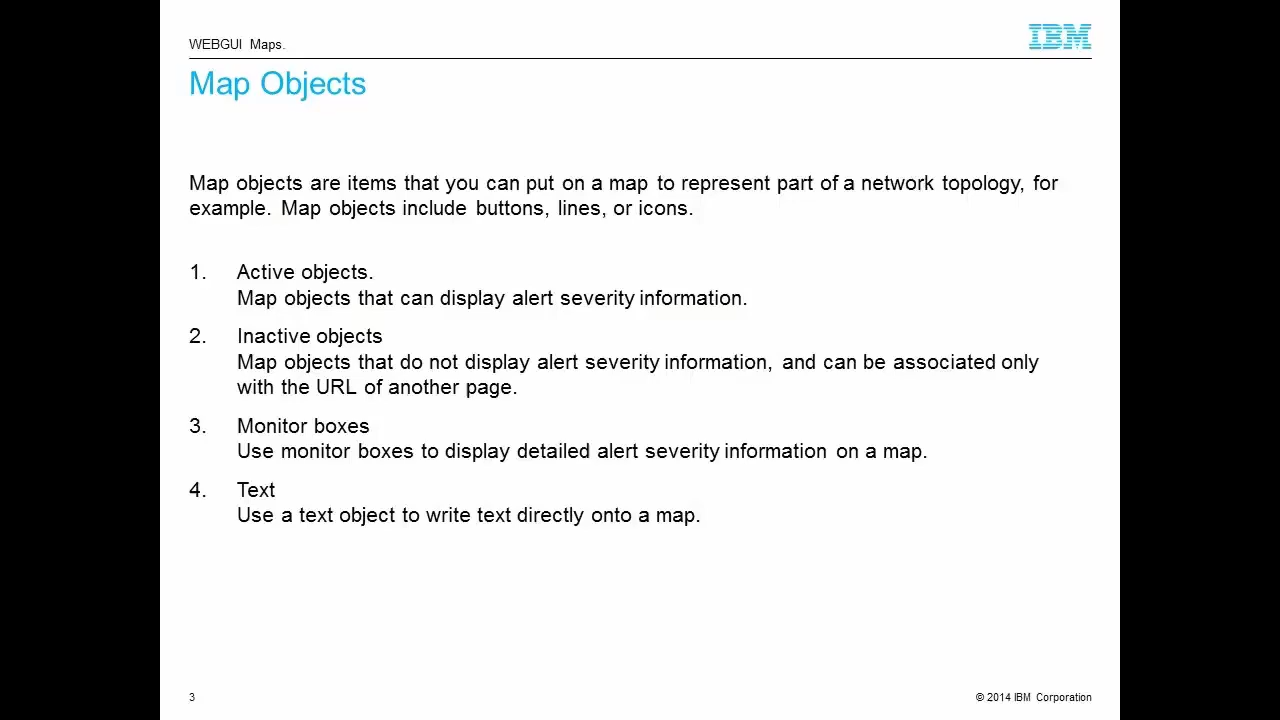 WEBGUI Maps.
IBM
Map Objects
Map objects are items that you can put on a map to represent part of a network topology, for
example. Map objects include buttons, lines, or icons.
1. Active objects.
Map objects that can display alert severity information.
2. Inactive objects
Map objects that do not display alert severity information, and can be associated only
with the URL of another page.
3. Monitor boxes
Use monitor boxes to display detailed alert severity information on a map.
4. Text
Use a text object to write text directly onto a map.
3
© 2014 IBM Corporation